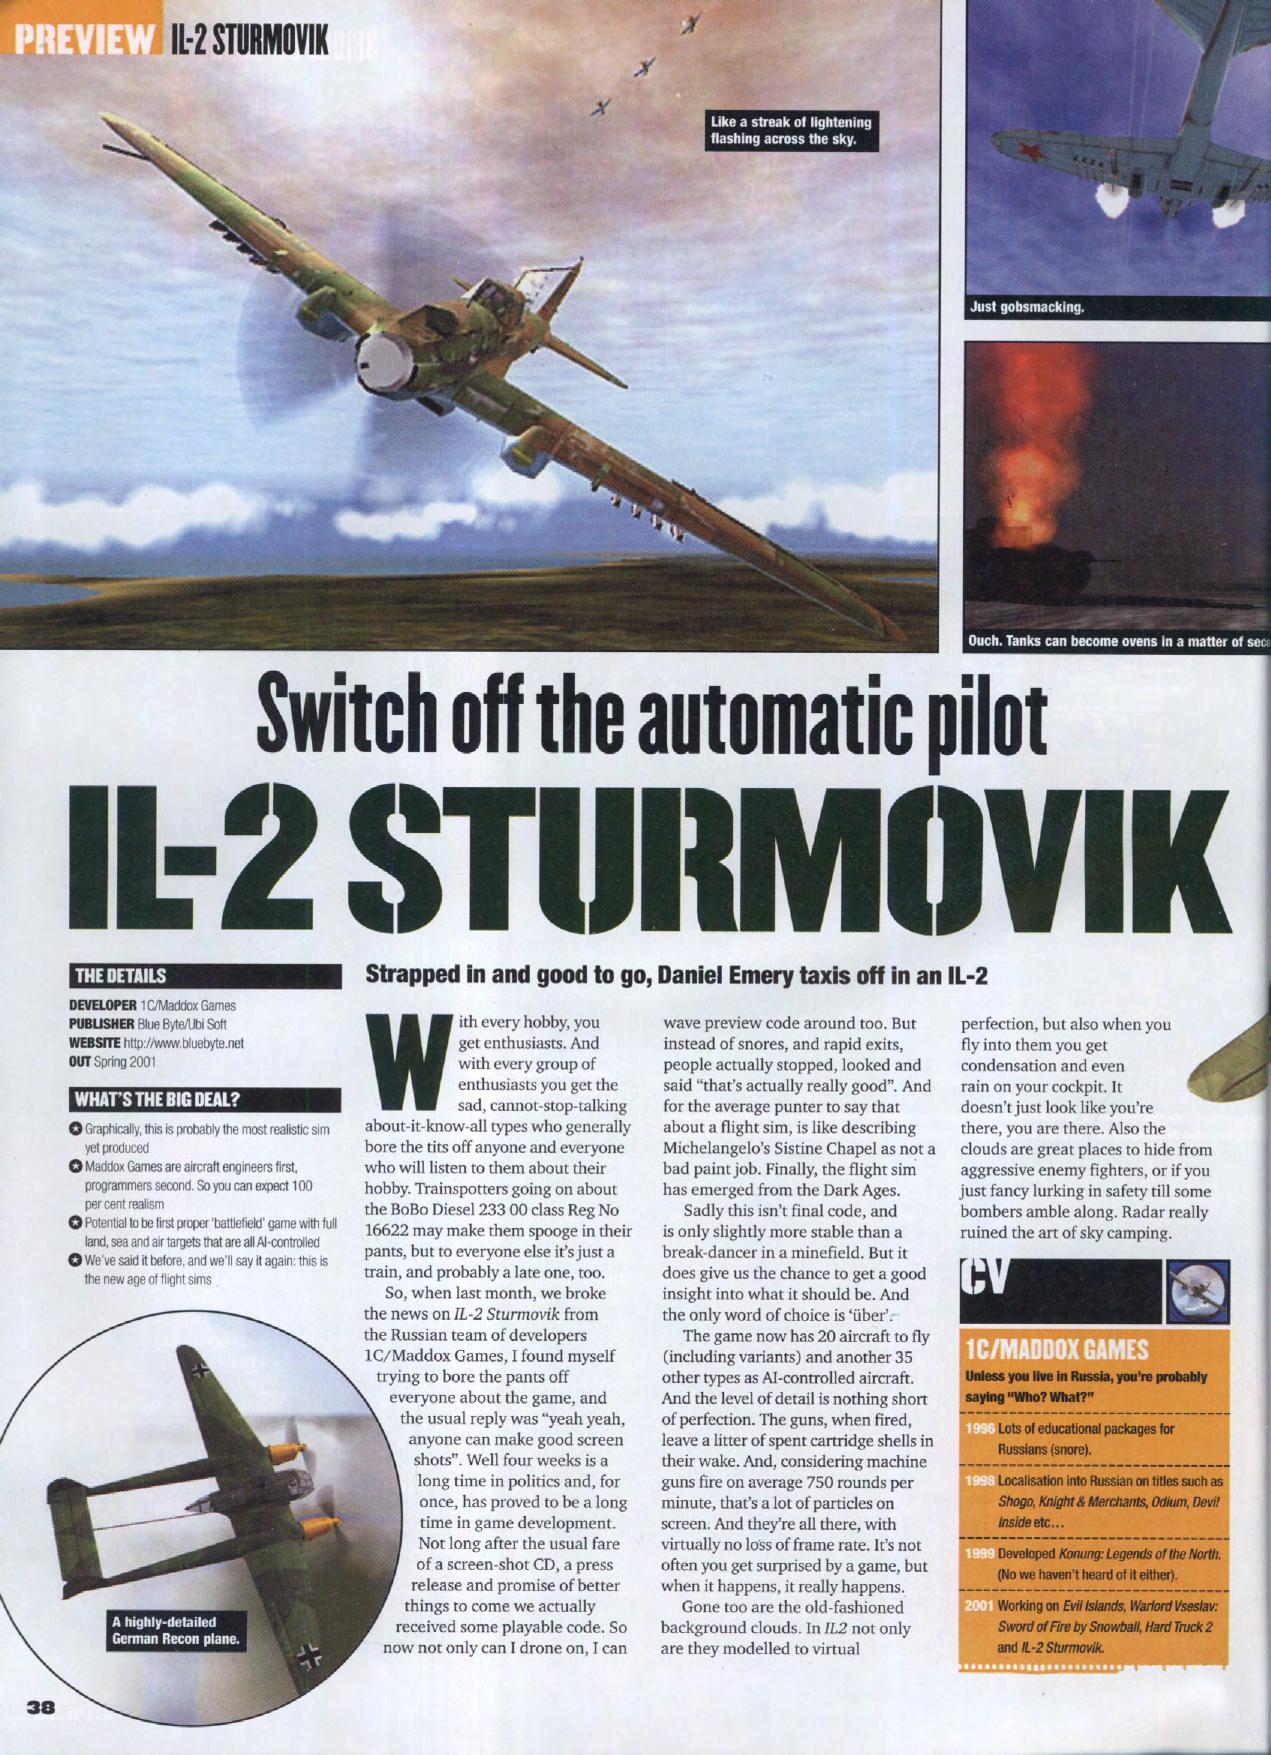 PREVIEW IL-2 STURMOVIK
Like a streak of lightening
flashing across the sky.
Just gobsmacking.
Ouch. Tanks can become ovens in a matter of
Switch off the automatic pilot
IL-2 STURMOVIK
THE DETAILS
DEVELOPER 1C/Maddox Games
PUBLISHER Blue Byte/Ubi Soft
WEBSITE http://www.bluebyte.net
OUT Spring 2001
WHAT'S THE BIG DEAL?
Graphically, this is probably the most realistic sim
yet produced
Maddox Games are aircraft engineers first,
programmers second. So you can expect 100
per cent realism
Potential to be first proper 'battlefield' game with full
land, sea and air targets that are all AI-controlled
We've said it before, and we'll say it again: this is
the new age of flight sims
A highly-detailed
German Recon plane.
38
Strapped in and good to go, Daniel Emery taxis off in an IL-2
With every hobby, you
get enthusiasts. And
with every group of
enthusiasts you get the
sad, cannot-stop-talking
about-it-know-all types who generally
bore the tits off anyone and everyone
who will listen to them about their
hobby. Trainspotters going on about
the BoBo Diesel 233 00 class Reg No
16622 may make them spooge in their
pants, but to everyone else it's just a
train, and probably a late one, too.
So, when last month, we broke
the news on IL-2 Sturmovik from
the Russian team of developers
1C/Maddox Games, I found myself
trying to bore the pants off
everyone about the game, and
the usual reply was "yeah yeah,
anyone can make good screen
shots". Well four weeks is a
long time in politics and, for
once, has proved to be a long
time in game development.
Not long after the usual fare
of a screen-shot CD, a press
release and promise of better
things to come we actually
received some playable code. So
now not only can I drone on, I can
wave preview code around too. But
instead of snores, and rapid exits,
people actually stopped, looked and
said "that's actually really good". And
for the average punter to say that
about a flight sim, is like describing
Michelangelo's Sistine Chapel as not a
bad paint job. Finally, the flight sim
has emerged from the Dark Ages.
Sadly this isn't final code, and
is only slightly more stable than a
break-dancer in a minefield. But it
does give us the chance to get a good
insight into what it should be. And
the only word of choice is 'über'.
The game now has 20 aircraft to fly
(including variants) and another 35
other types as AI-controlled aircraft.
And the level of detail is nothing short
of perfection. The guns, when fired,
leave a litter of spent cartridge shells in
their wake. And, considering machine
guns fire on average 750 rounds per
minute, that's a lot of particles on
screen. And they're all there, with
virtually no loss of frame rate. It's not
often you get surprised by a game, but
when it happens, it really happens.
Gone too are the old-fashioned
background clouds. In IL2 not only
are they modelled to virtual
perfection, but also when you
fly into them you get
condensation and even
rain on your cockpit. It
doesn't just look like you're
there, you are there. Also the
clouds are great places to hide from
aggressive enemy fighters, or if you
just fancy lurking in safety till some
bombers amble along. Radar really
ruined the art of sky camping.
CV
1C/MADDOX GAMES
Unless you live in Russia, you're probably
saying "Who? What?"
1996 Lots of educational packages for
Russians (snore).
1998 Localisation into Russian on titles such as
Shogo, Knight & Merchants, Odium, Devil
Inside etc...
1999 Developed Konung: Legends of the North.
(No we haven't heard of it either).
2001 Working on Evil Islands, Warlord Vseslav:
Sword of Fire by Snowball, Hard Truck 2
and IL-2 Sturmovik.